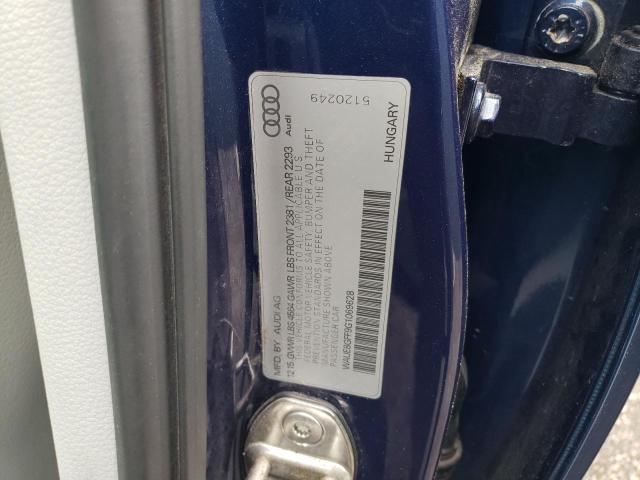 5120249
Audi
HUNGARY
MFD. BY AUDI AG
12.15 GVWR LBS 4564 GAWR LBS FRONT 2381/REAR 2293
THIS VEHICLE CONFORMS TO ALL APPLICABLE U S
FEDERAL MOTOR VEHICLE SAFETY, BUMPER AND THEFT
PREVENTION STANDARDS IN EFFECT ON THE DATE OF
MANUFACTURE SHOWN ABOVE
PASSENGER CAR
WAUE8GFF9G1069628